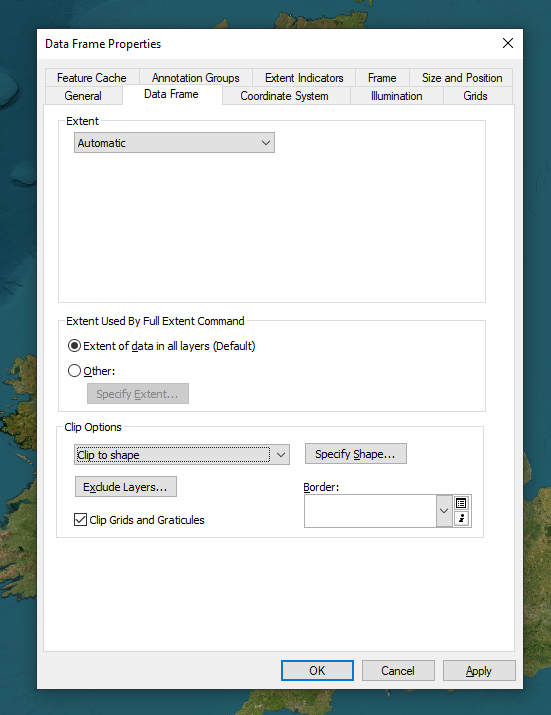 Data Frame Properties
Feature Cache Annotation Groups Extent Indicators Frame Size and Position
General Data Frame Coordinate System Illumination Grids
Extent
Automatic
Extent Used By Full Extent Command
Extent of data in all layers (Default)
Other:
Specify Extent...
Clip Options
Clip to shape Specify Shape...
Exclude Layers... Border:
Clip Grids and Graticules
OK Cancel Apply